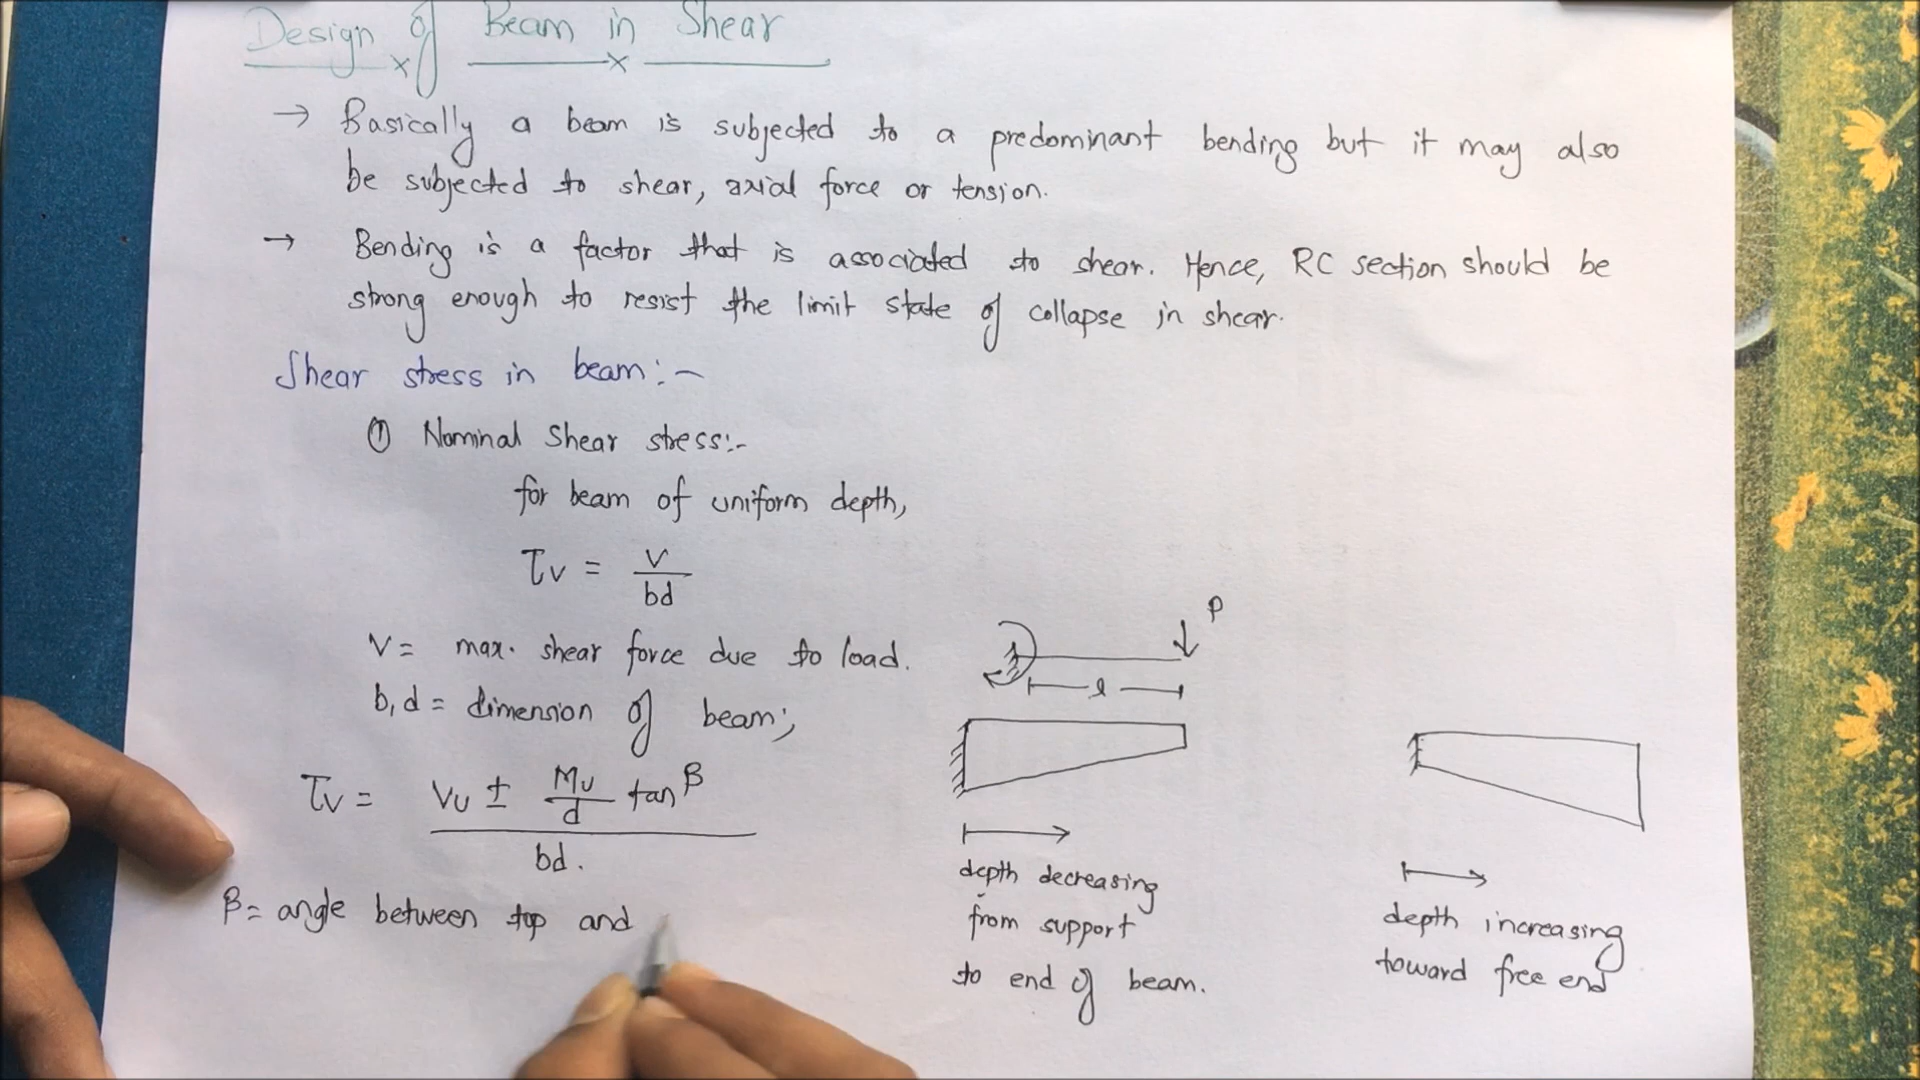 Design of Beam in Shear
→ Basically a beam is subjected to a predominant bending but it may also
be subjected to shear, axial force or tension.
→ Bending is a factor that is associated to shear. Hence, RC section should be
strong enough to resist the limit state of collapse in shear.
Shear stress in beam:-
① Nominal Shear stress:-
for beam of uniform depth,
τv = V
bd
V = max. shear force due to load.
b, d = dimension of beam;
τv = Vu ± Mu/d tan β
bd.
β = angle between top and
P
l
depth decreasing
from support
to end of beam.
depth increasing
toward free end